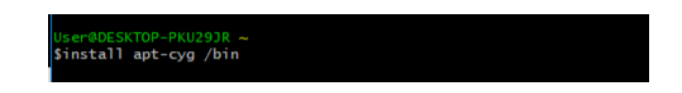 User@DESKTOP-PKU29JR ~
$install apt-cyg /bin